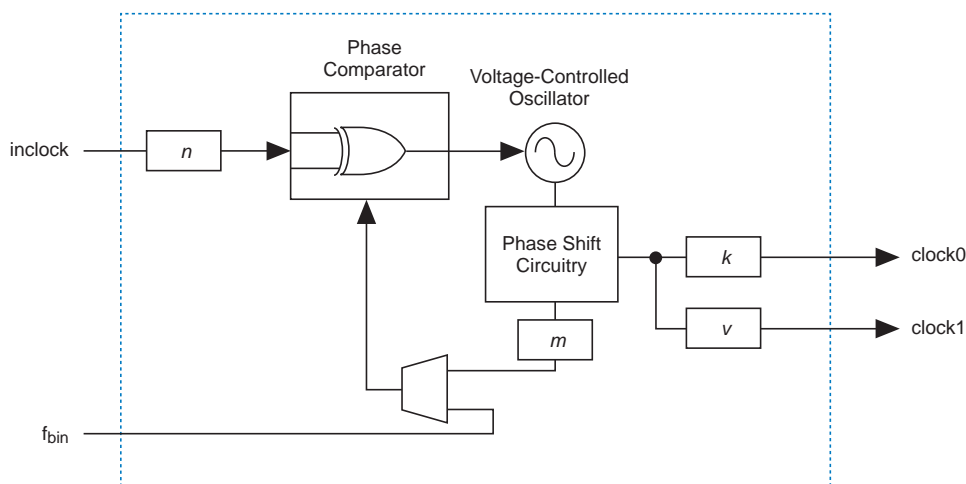 Phase
Comparator
Voltage-Controlled
Oscillator
inclock
n
Phase Shift
Circuitry
k
clock0
v
clock1
m
fbin